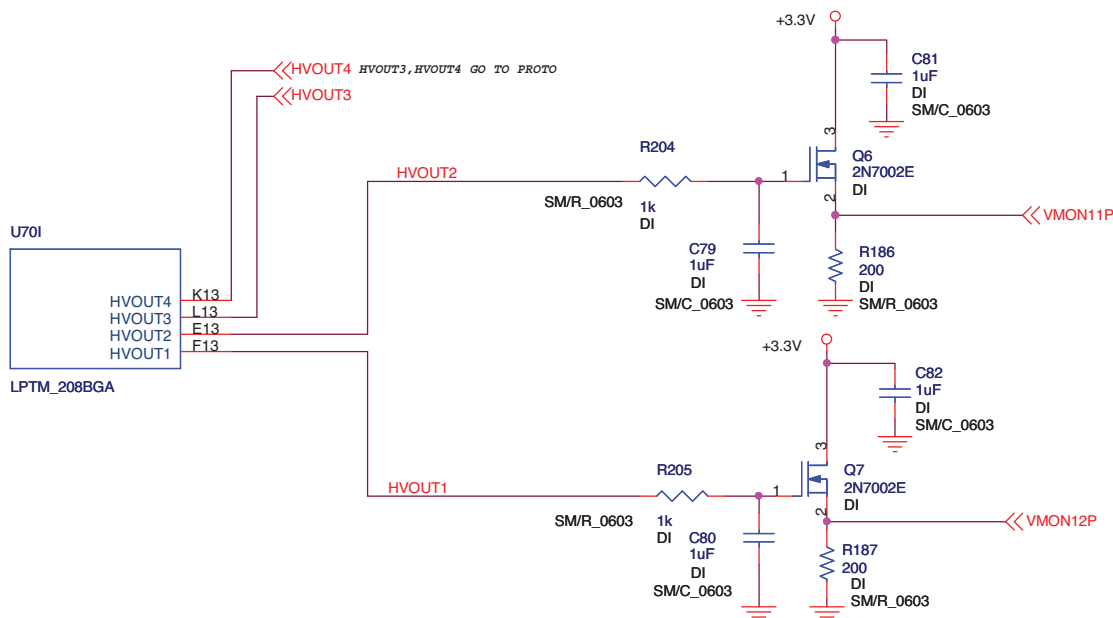 +3.3V
C81
1uF
DI
SM/C_0603
HVOUT4 HVOUT3,HVOUT4 GO TO PROTO
HVOUT3
3
R204
Q6
2N7002E
DI
HVOUT2
1
SM/R_0603
1k
DI
2
VMON11P
U70I
C79
1uF
DI
SM/C_0603
R186
200
DI
SM/R_0603
HVOUT4 K13
HVOUT3 L13
HVOUT2 E13
HVOUT1 F13
LPTM_208BGA
+3.3V
C82
1uF
DI
SM/C_0603
3
R205
Q7
2N7002E
DI
HVOUT1
1
SM/R_0603
1k
DI
2
VMON12P
C80
1uF
DI
SM/C_0603
R187
200
DI
SM/R_0603